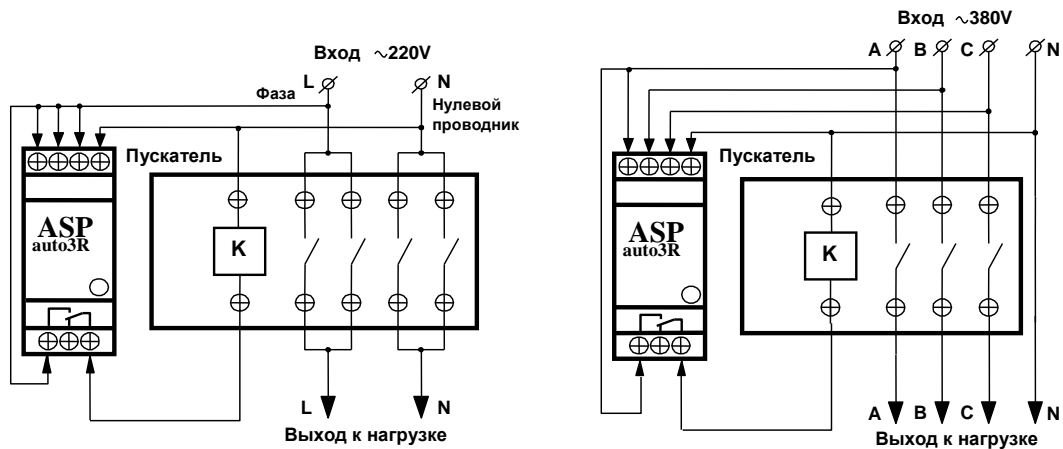 Вход ~220V
L
N
Фаза
Нулевой
проводник
Пускатель
ASP
auto3R
K
L
N
Выход к нагрузке
Вход ~380V
A
B
C
N
Пускатель
ASP
auto3R
K
A
B
C
N
Выход к нагрузке